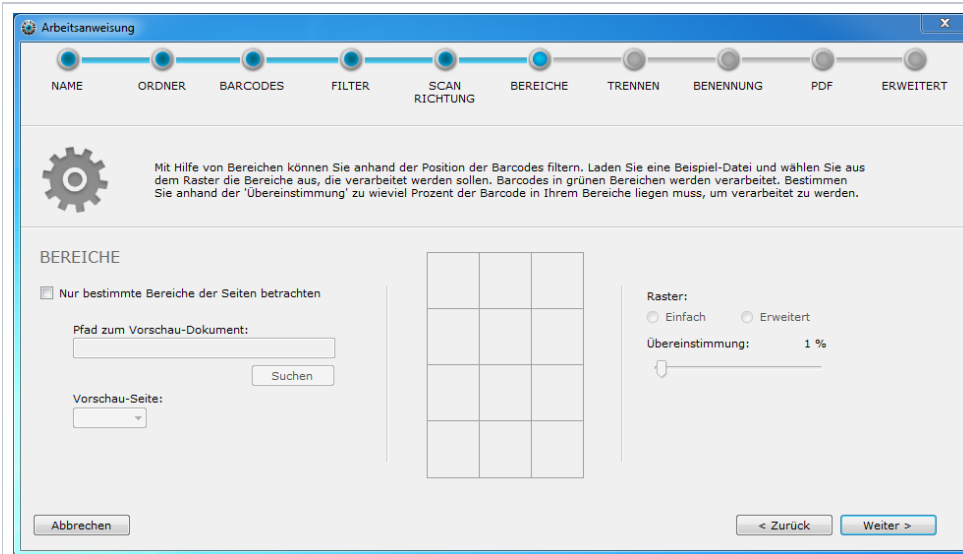 Arbeitsanweisung
x
NAME
ORDNER
BARCODES
FILTER
SCAN
RICHTUNG
BEREICHE
TRENNEN
BENENNUNG
PDF
ERWEITERT
Mit Hilfe von Bereichen können Sie anhand der Position der Barcodes filtern. Laden Sie eine Beispiel-Datei und wählen Sie aus
dem Raster die Bereiche aus, die verarbeitet werden sollen. Barcodes in grünen Bereichen werden verarbeitet. Bestimmen
Sie anhand der 'Übereinstimmung' zu wieviel Prozent der Barcode in Ihrem Bereiche liegen muss, um verarbeitet zu werden.
BEREICHE
Nur bestimmte Bereiche der Seiten betrachten
Pfad zum Vorschau-Dokument:
Suchen
Vorschau-Seite:
Raster:
Einfach
Erweitert
Übereinstimmung: 1 %
Abbrechen
< Zurück
Weiter >